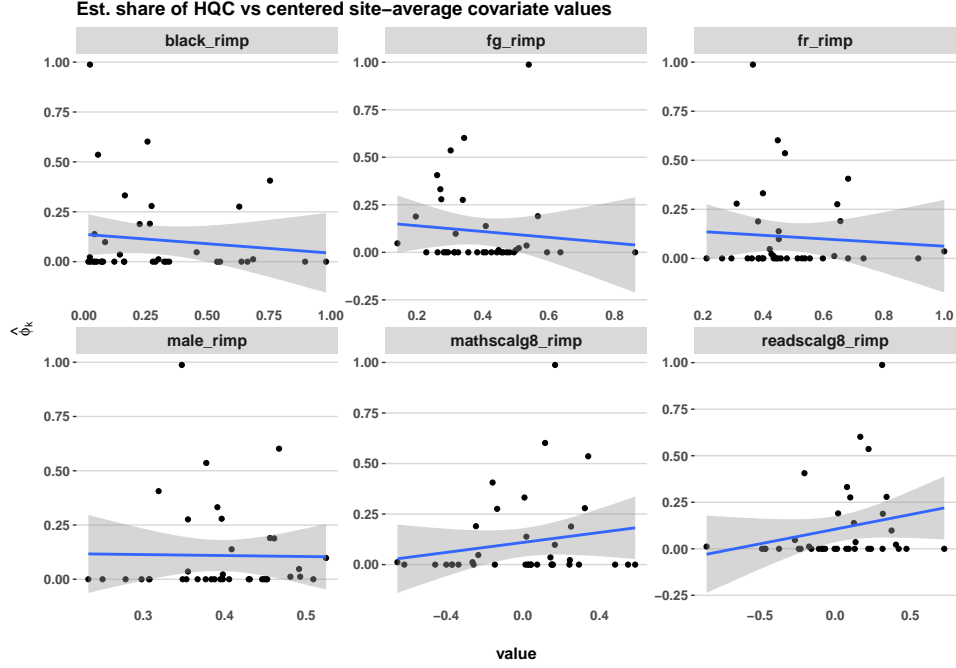 Est. share of HQC vs centered site−average covariate values
black_rimp fg_rimp fr_rimp
1.00 1.00 1.00
0.75 0.75 0.75
0.50 0.50 0.50
0.25 0.25 0.25
0.00 0.00 0.00
−0.25
0.00 0.25 0.50 0.75 1.00 0.2 0.4 0.6 0.8 0.2 0.4 0.6 0.8 1.0
ϕ̂k
male_rimp mathscalg8_rimp readscalg8_rimp
1.00 1.00 1.00
0.75 0.75 0.75
0.50 0.50 0.50
0.25 0.25 0.25
0.00 0.00 0.00
−0.25
0.3 0.4 0.5 −0.4 0.0 0.4 −0.5 0.0 0.5
value